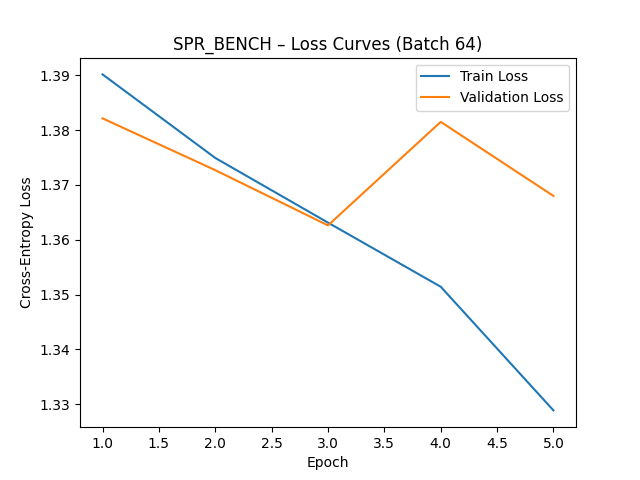 SPR_BENCH – Loss Curves (Batch 64)
Train Loss
Validation Loss
1.39
1.38
1.37
1.36
1.35
1.34
1.33
Cross-Entropy Loss
1.0 1.5 2.0 2.5 3.0 3.5 4.0 4.5 5.0
Epoch